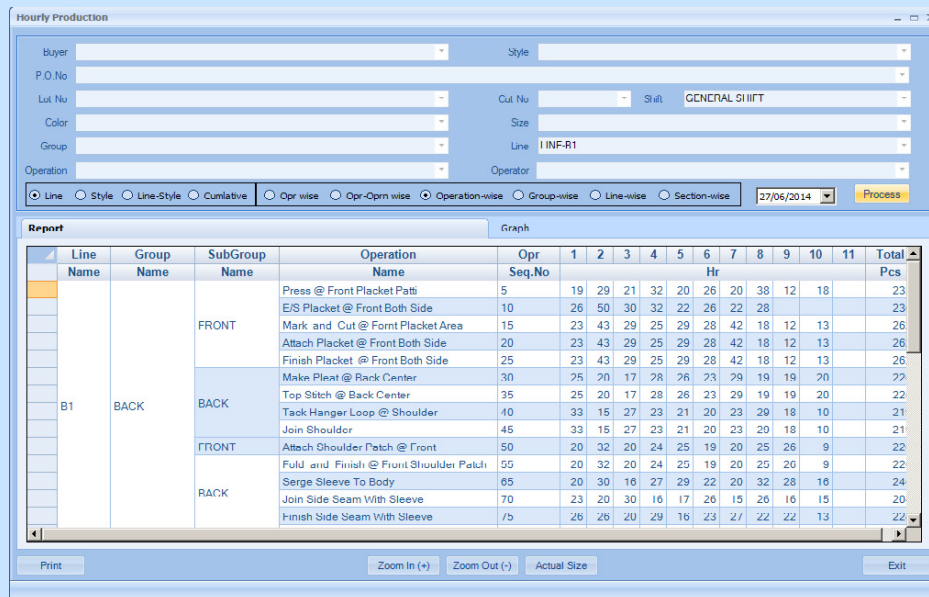 Hourly Production
Buyer Style
P.O.No
Lot No Cut No Shift GENERAL SHIFT
Color Size
Group Line LINE-B1
Operation Operator
Line Style Line-Style Cumlative Opr wise Opr-Oprn wise Operation-wise Group-wise Line-wise Section-wise 27/06/2014 Process
Report Graph
Line Group SubGroup Operation Opr 1 2 3 4 5 6 7 8 9 10 11 Total
Name Name Name Name Seq.No Hr Pcs
Press @ Front Placket Patti 5 19 29 21 32 20 26 20 38 12 18 23
E/S Placket @ Front Both Side 10 26 50 30 32 22 26 22 28 23
FRONT Mark and Cut @ Fornt Placket Area 15 23 43 29 25 29 28 42 18 12 13 26
Attach Placket @ Front Both Side 20 23 43 29 25 29 28 42 18 12 13 26
Finish Placket @ Front Both Side 25 23 43 29 25 29 28 42 18 12 13 26
Make Pleat @ Back Center 30 25 20 17 28 26 23 29 19 19 20 22
B1 BACK BACK Top Stitch @ Back Center 35 25 20 17 28 26 23 29 19 19 20 22
Tack Hanger Loop @ Shoulder 40 33 15 27 23 21 20 23 29 18 10 21
Join Shoulder 45 33 15 27 23 21 20 23 29 18 10 21
FRONT Attach Shoulder Patch @ Front 50 20 32 20 24 25 19 20 25 26 9 22
Fold and Finish @ Front Shoulder Patch 55 20 32 20 24 25 19 20 25 26 9 22
Serge Sleeve To Body 65 20 30 16 27 29 22 20 32 28 16 24
BACK Join Side Seam With Sleeve 70 23 20 30 16 17 26 15 26 16 15 20
Finish Side Seam With Sleeve 75 26 26 20 29 16 23 27 22 22 13 22
Print Zoom In (+) Zoom Out (-) Actual Size Exit